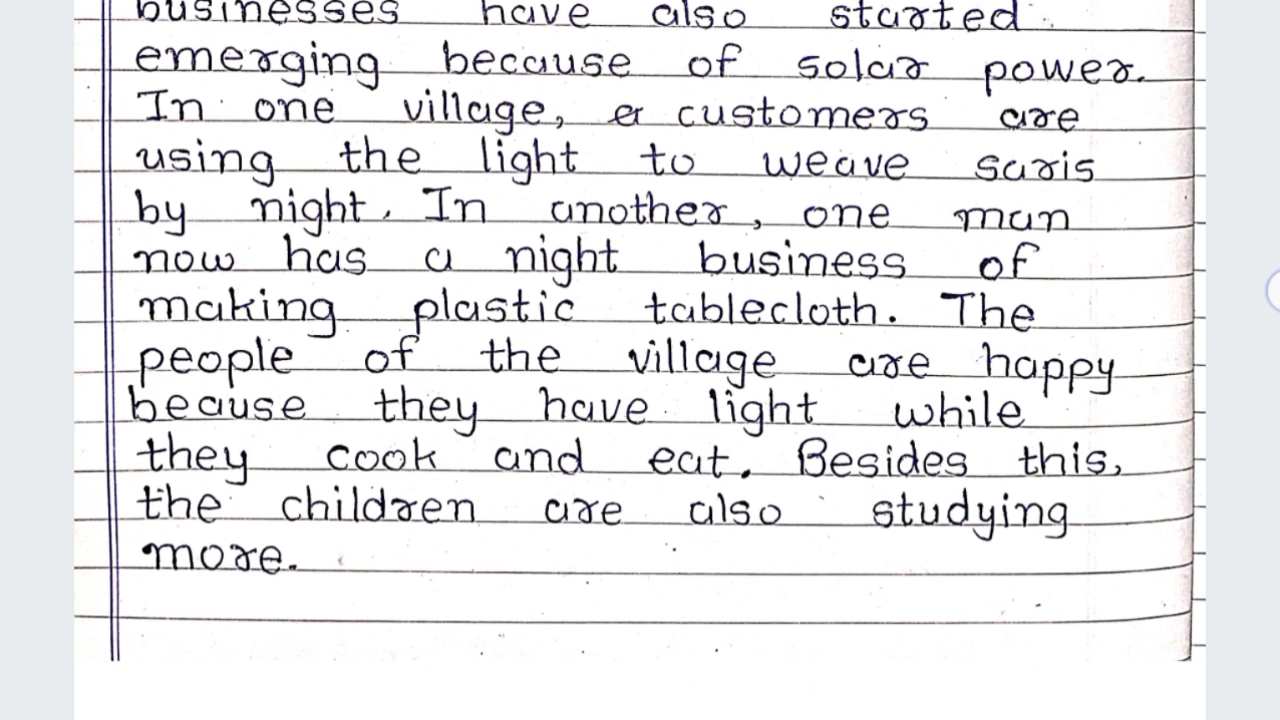 businesses have also started
emerging because of solar power.
In one village, customers are
using the light to weave saris
by night. In another, one man
now has a night business of
making plastic tablecloth. The
people of the village are happy
beause they have light while
they cook and eat. Besides this,
the children are also studying
more.